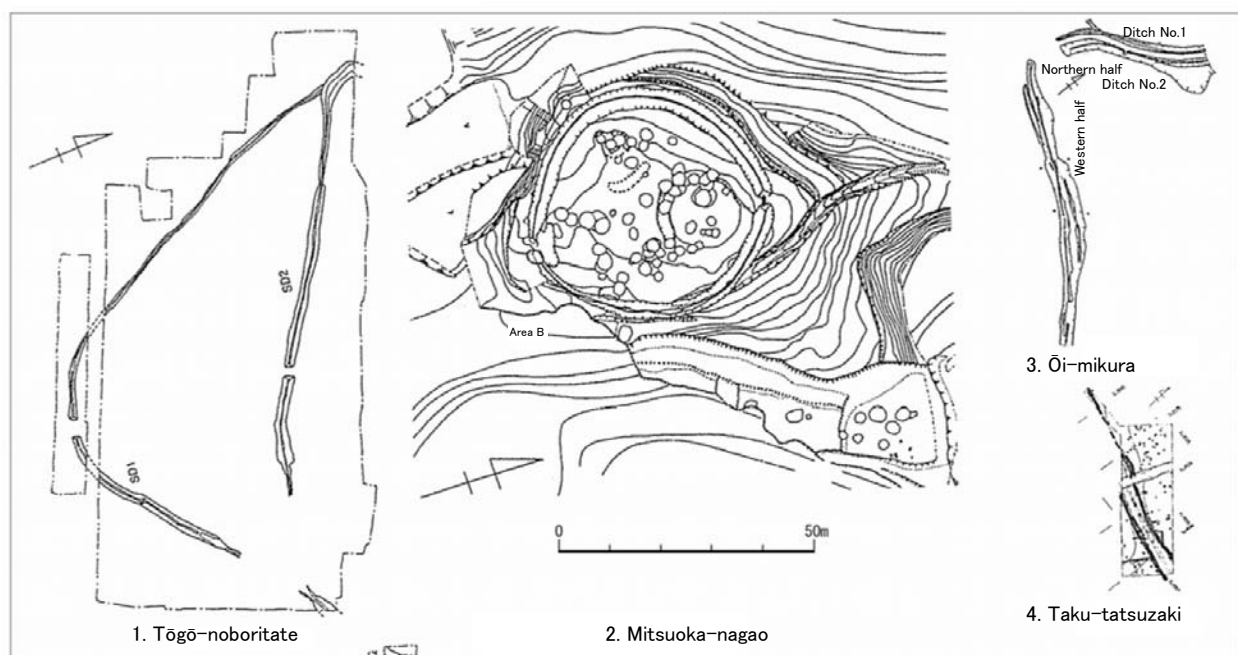 SD2
SD1
1. Tōgō-noboritate
Area B
0
50m
2. Mitsuoka-nagao
Ditch No.1
Northern half
Ditch No.2
Western half
3. Ōi-mikura
4. Taku-tatsuzaki